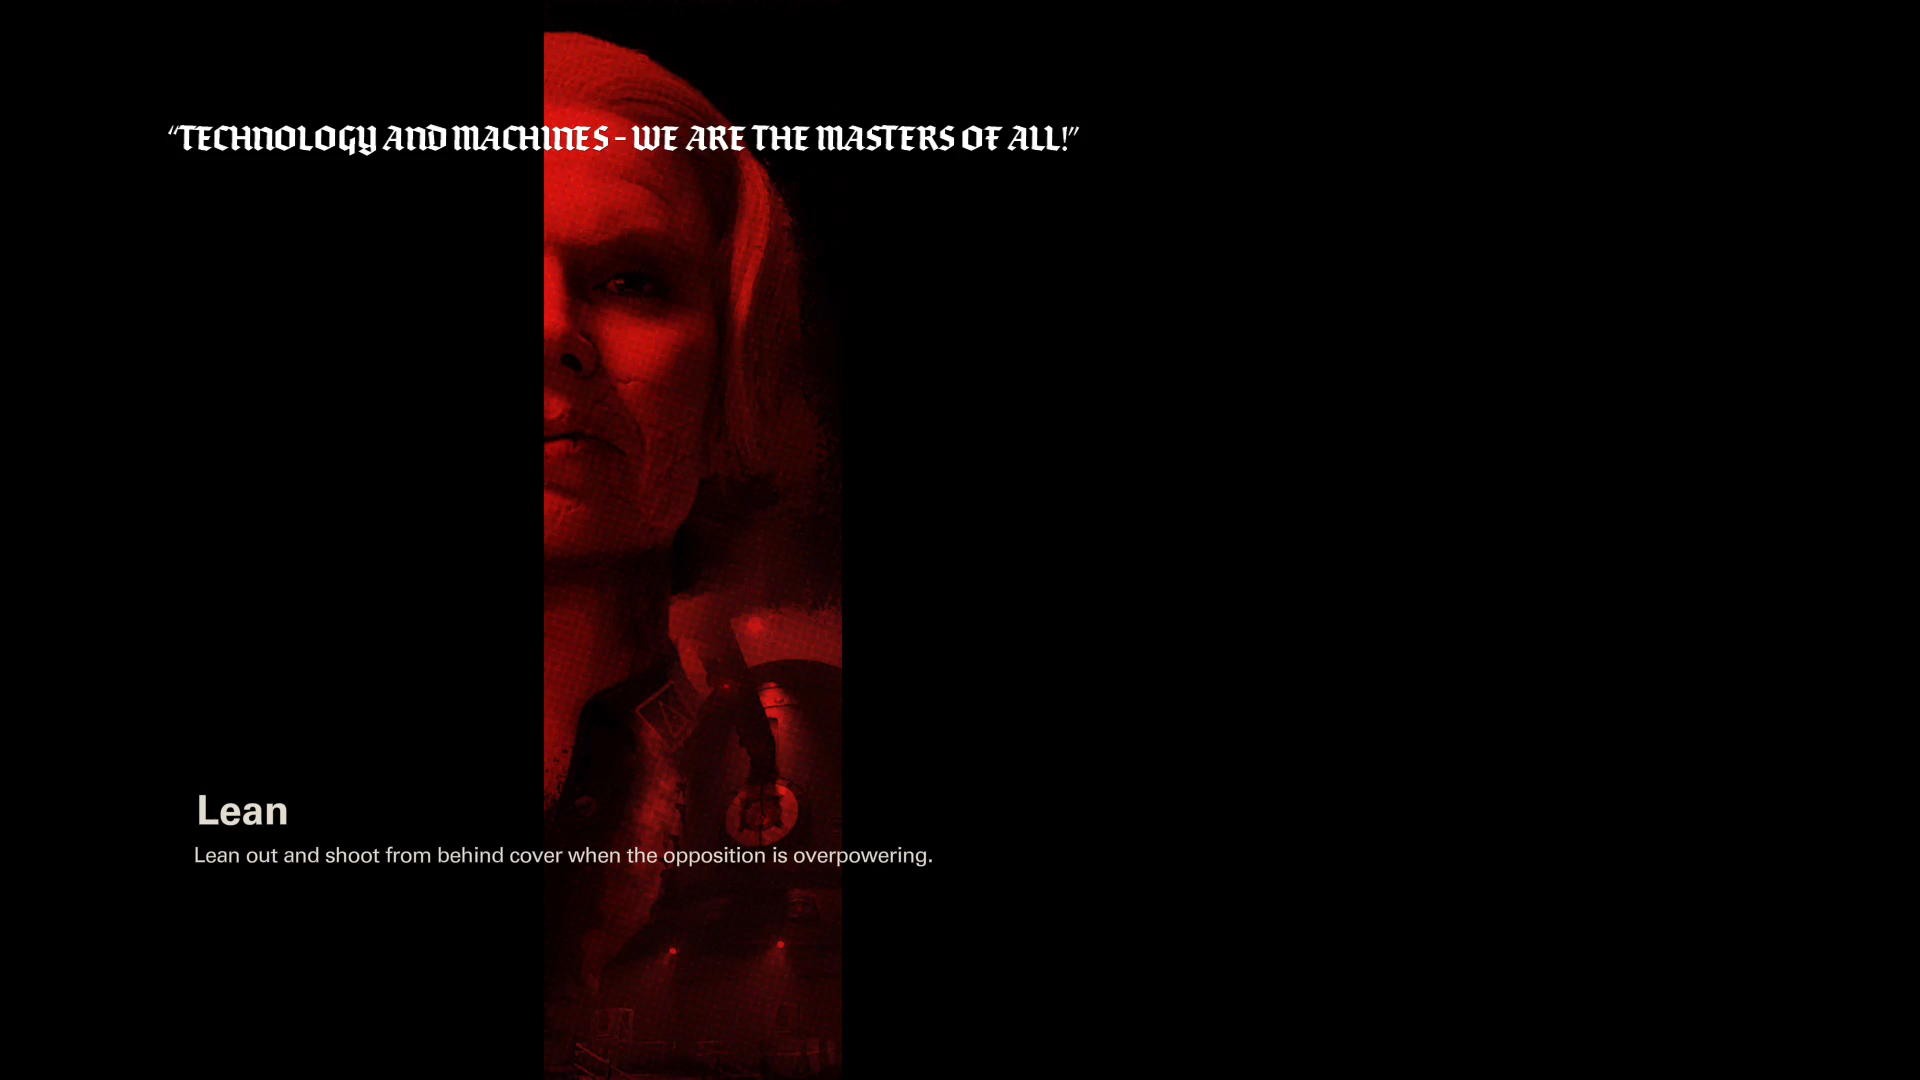 “TECHNOLOGY AND MACHINES - WE ARE THE MASTERS OF ALL!”
Lean
Lean out and shoot from behind cover when the opposition is overpowering.